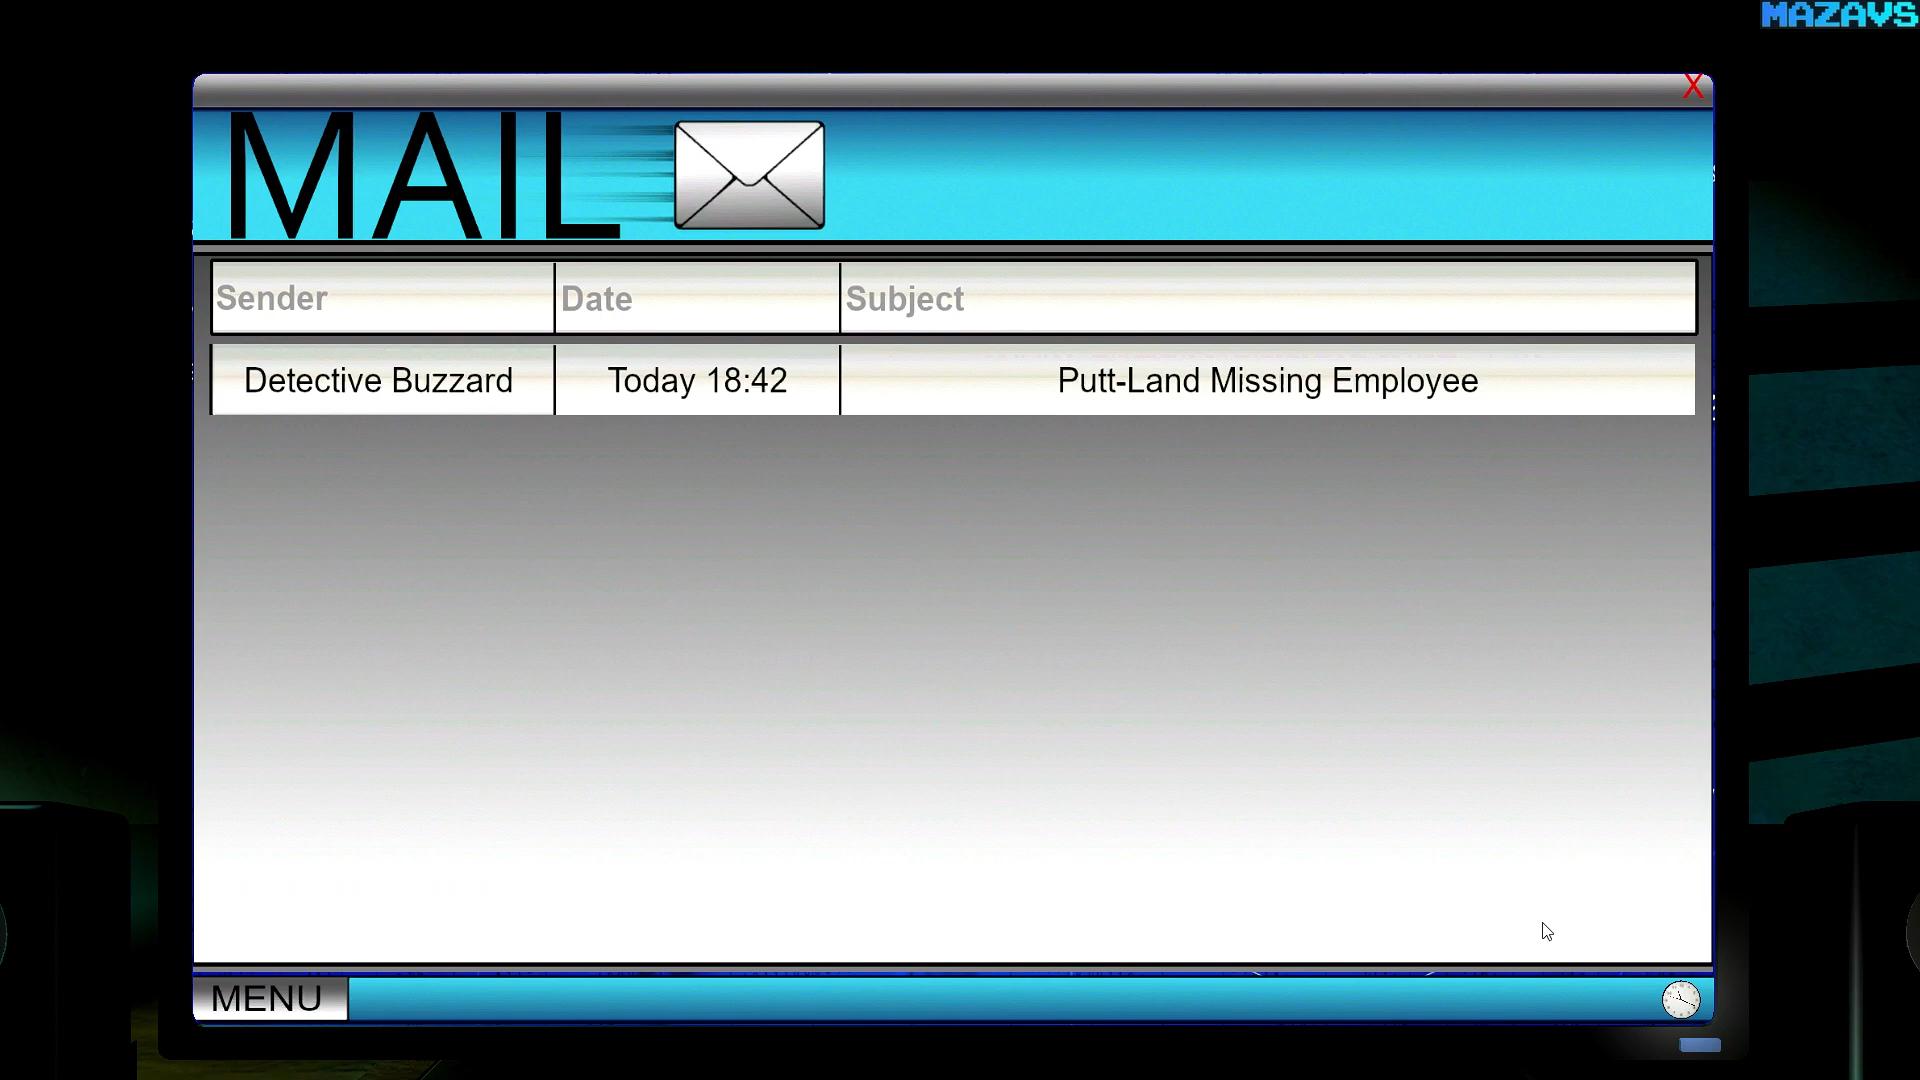 MAZAVS
X
MAIL
Sender Date Subject
Detective Buzzard Today 18:42 Putt-Land Missing Employee
MENU